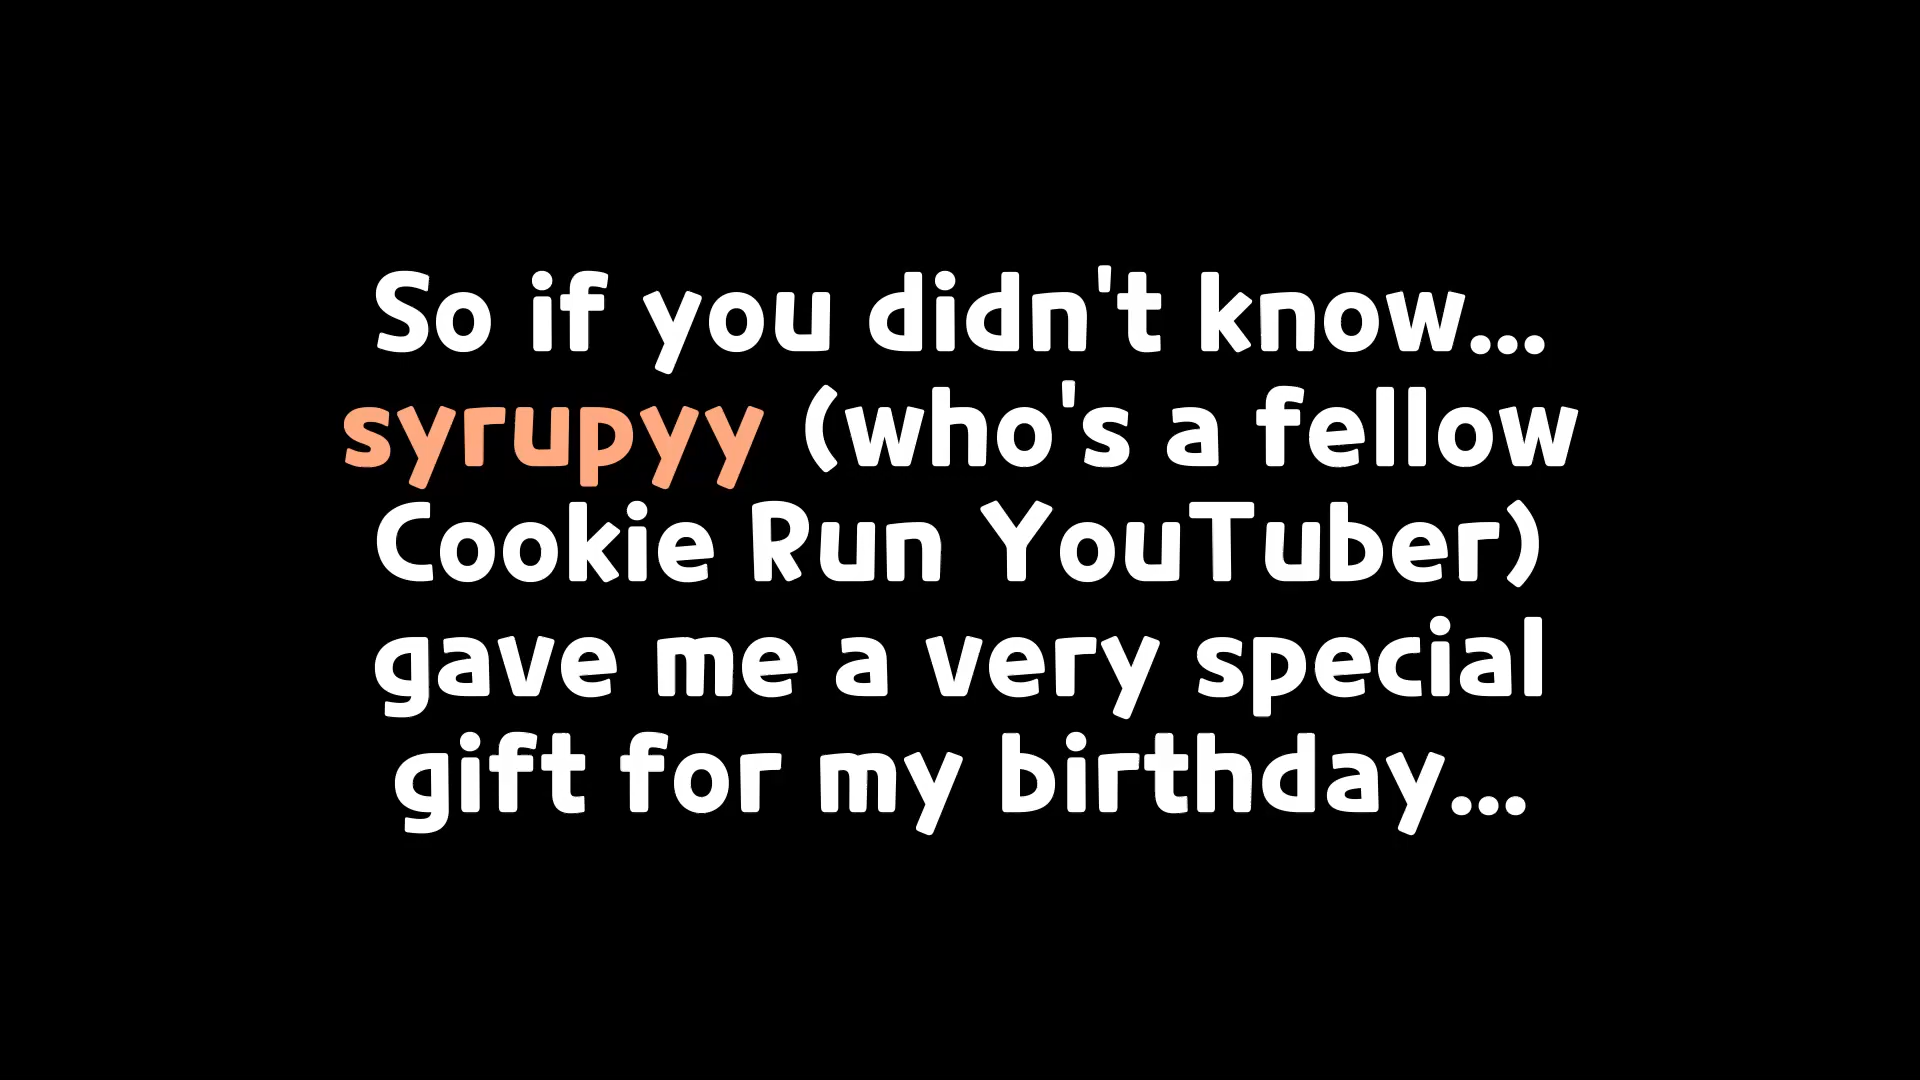 So if you didn't know...
syrupyy (who's a fellow
Cookie Run YouTuber)
gave me a very special
gift for my birthday...